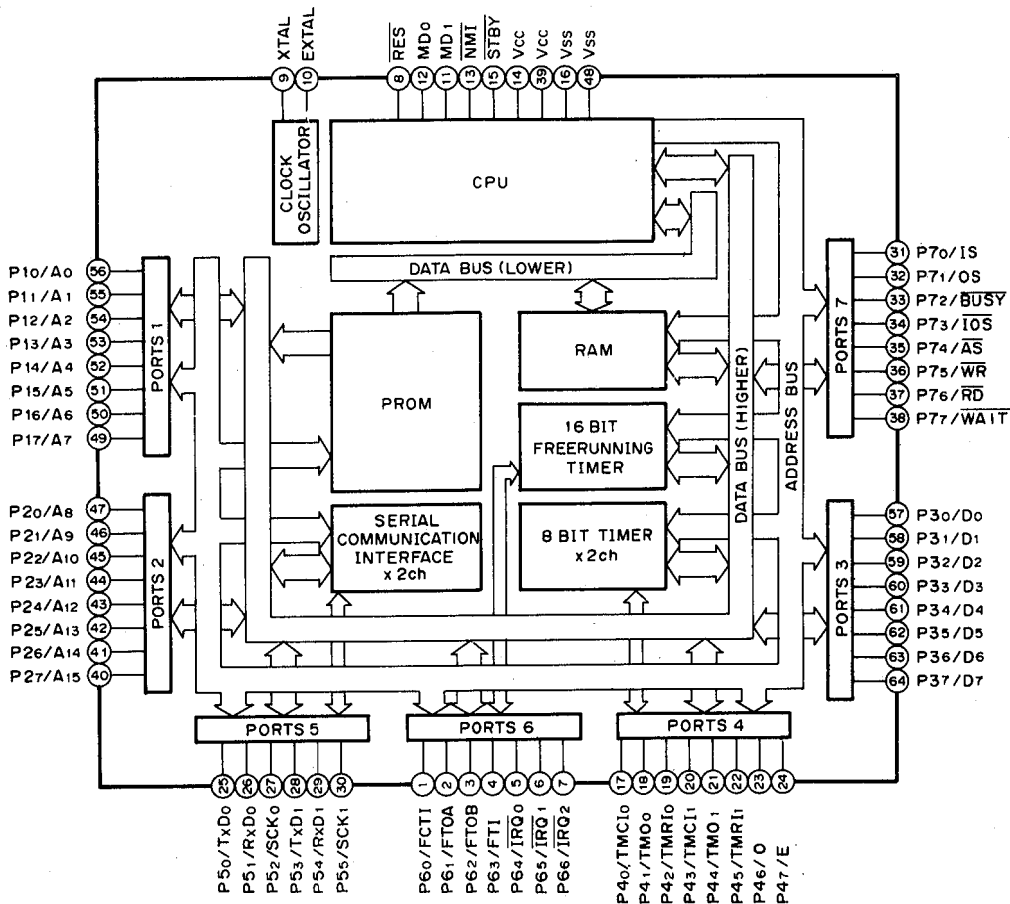 XTAL
EXTAL
RES
MD0
MD1
NMI
STBY
Vcc
Vcc
Vss
Vss
9
10
8
12
11
13
15
14
39
16
48
CLOCK
OSCILLATOR
CPU
DATA BUS (LOWER)
PROM
RAM
16 BIT
FREERUNNING
TIMER
SERIAL
COMMUNICATION
INTERFACE
x 2ch
8 BIT TIMER
x 2ch
DATA BUS (HIGHER)
ADDRESS BUS
P10/A0 56
P11/A1 55
P12/A2 54
P13/A3 53
P14/A4 52
P15/A5 51
P16/A6 50
P17/A7 49
PORTS 1
P20/A8 47
P21/A9 46
P22/A10 45
P23/A11 44
P24/A12 43
P25/A13 42
P26/A14 41
P27/A15 40
PORTS 2
PORTS 7
31 P70/IS
32 P71/OS
33 P72/BUSY
34 P73/IOS
35 P74/AS
36 P75/WR
37 P76/RD
38 P77/WAIT
PORTS 3
57 P30/D0
58 P31/D1
59 P32/D2
60 P33/D3
61 P34/D4
62 P35/D5
63 P36/D6
64 P37/D7
PORTS 5
25 P50/TxD0
26 P51/RxD0
27 P52/SCK0
28 P53/TxD1
29 P54/RxD1
30 P55/SCK1
PORTS 6
1 P60/FCTI
2 P61/FTOA
3 P62/FTOB
4 P63/FTI
5 P64/IRQ0
6 P65/IRQ1
7 P66/IRQ2
PORTS 4
17 P40/TMCI0
18 P41/TMO0
19 P42/TMRI0
20 P43/TMCI1
21 P44/TMO1
22 P45/TMRI1
23 P46/O
24 P47/E